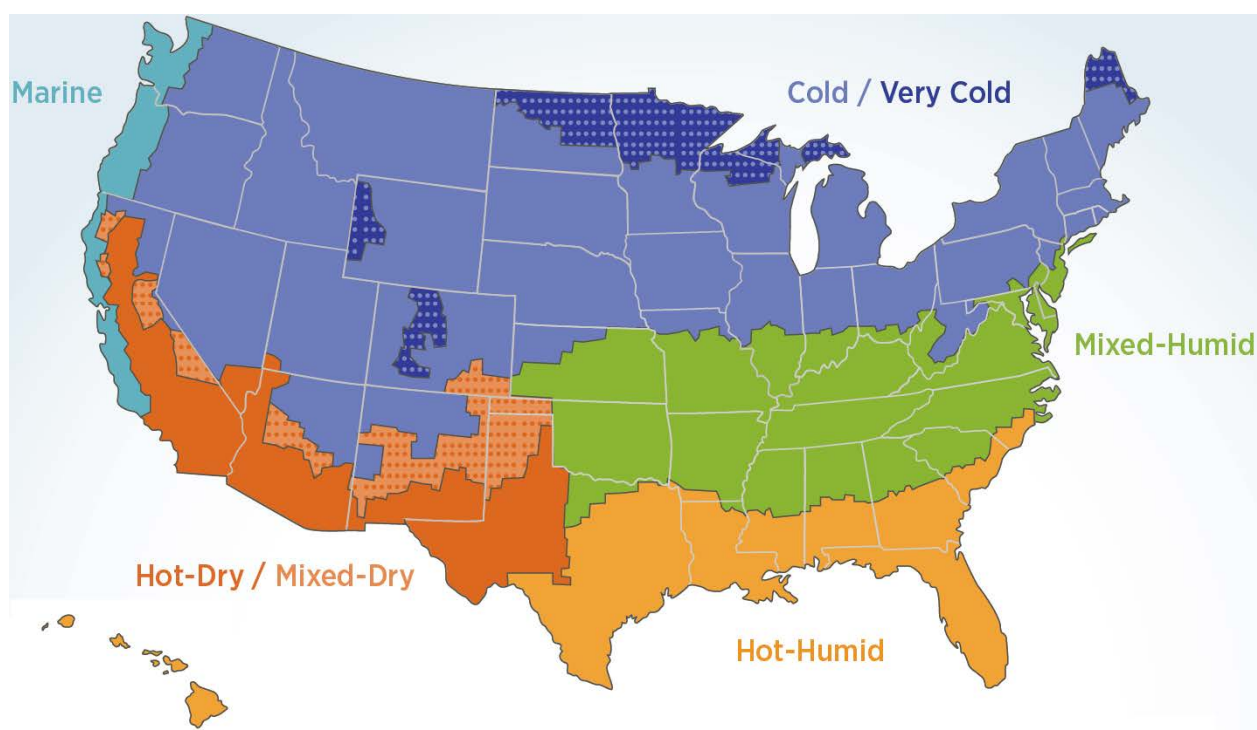 Marine
Cold / Very Cold
Mixed-Humid
Hot-Dry / Mixed-Dry
Hot-Humid